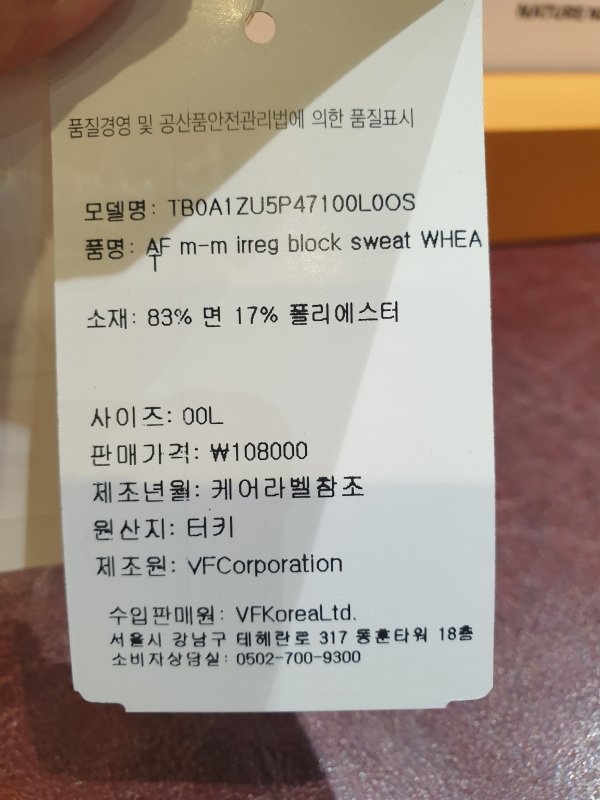 NATURE
품질경영 및 공산품안전관리법에 의한 품질표시
모델명: TB0A1ZU5P47100L0OS
품명: AF m-m irreg block sweat WHEA
T
소재: 83% 면 17% 폴리에스터
사이즈: 00L
판매가격: ₩108000
제조년월: 케어라벨참조
원산지: 터키
제조원: VFCorporation
수입판매원: VFKoreaLtd.
서울시 강남구 테헤란로 317 동훈타워 18층
소비자상담실: 0502-700-9300